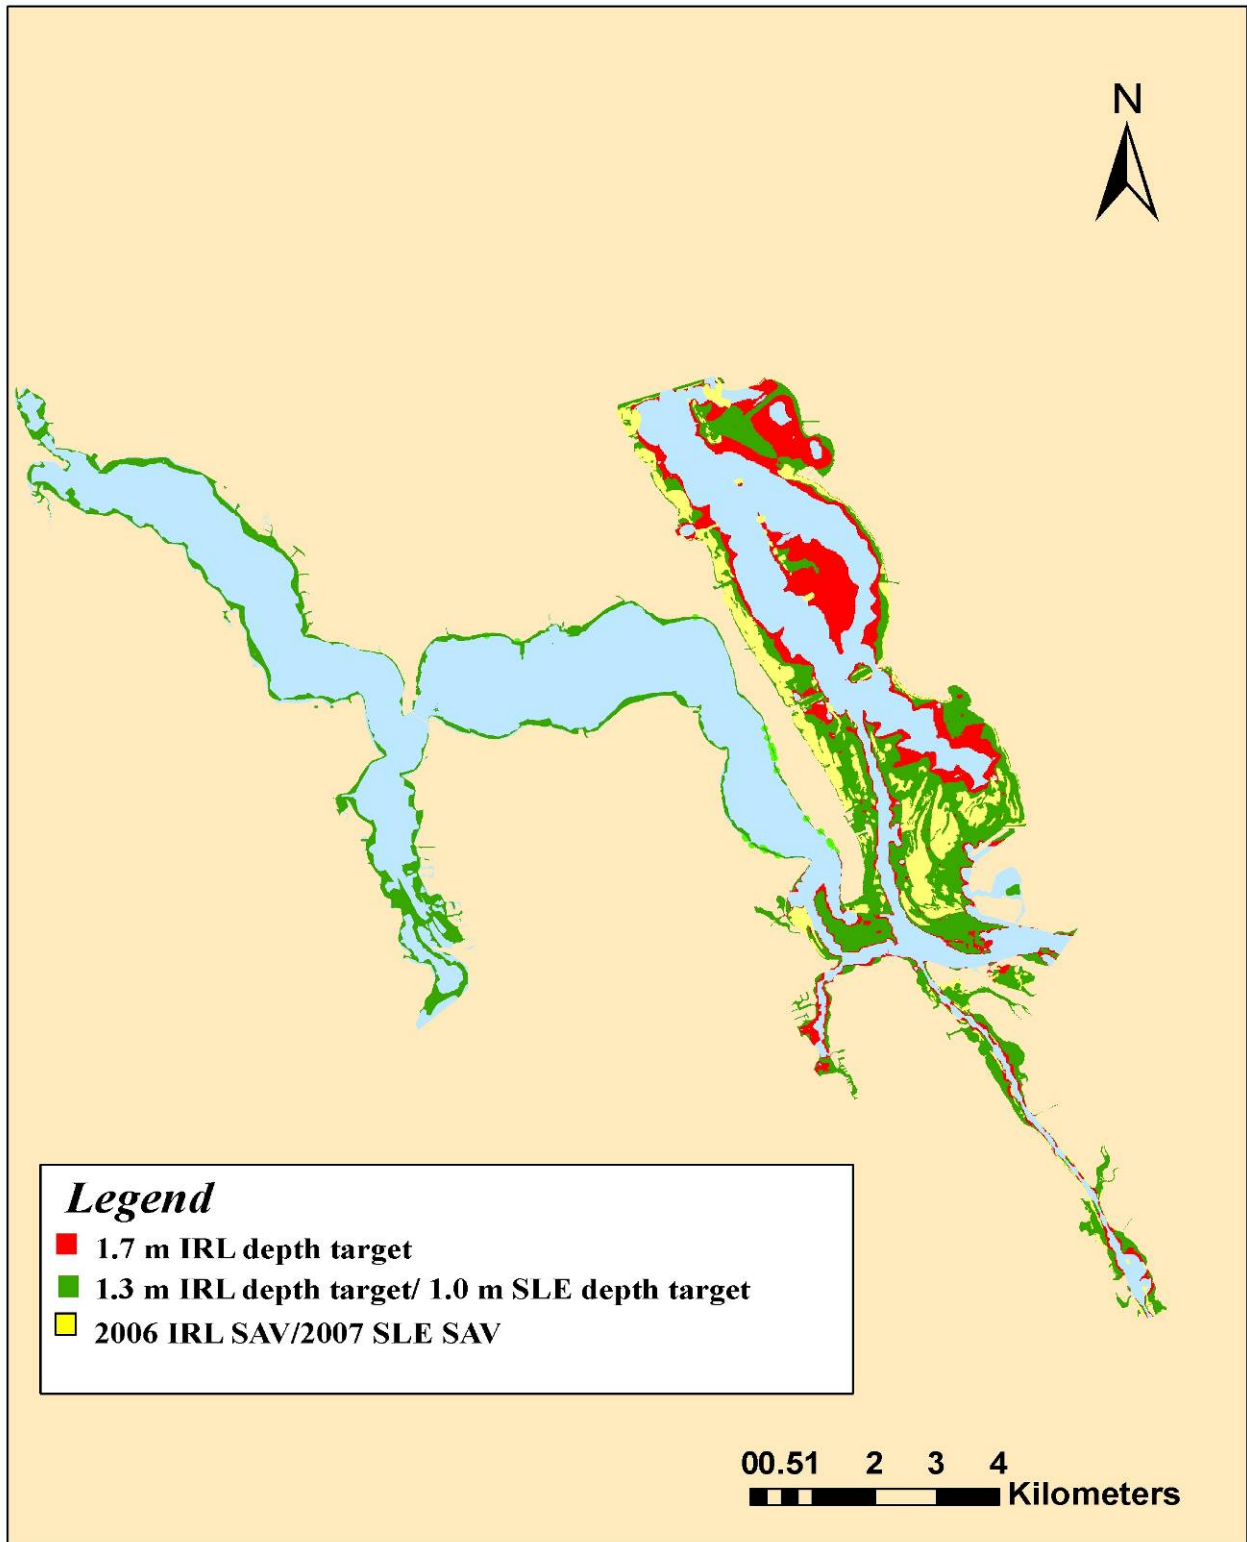 N
Legend
1.7 m IRL depth target
1.3 m IRL depth target/ 1.0 m SLE depth target
2006 IRL SAV/2007 SLE SAV
00.51 2 3 4
Kilometers